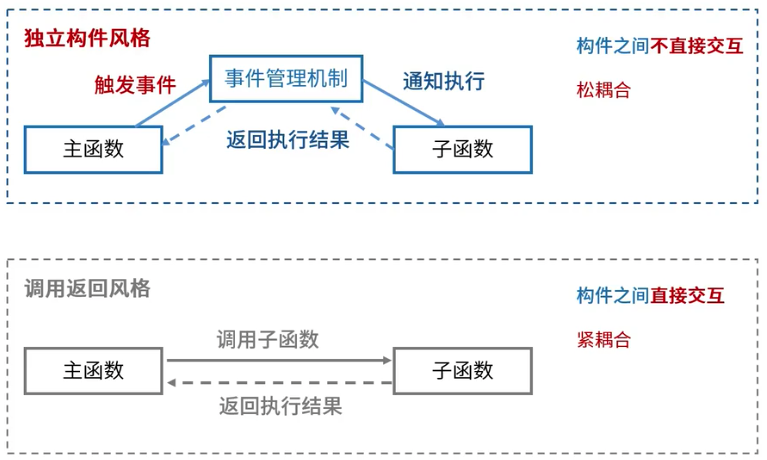 独立构件风格
构件之间不直接交互
事件管理机制
触发事件
通知执行
松耦合
返回执行结果
主函数
子函数
调用返回风格
构件之间直接交互
调用子函数
紧耦合
主函数
子函数
返回执行结果